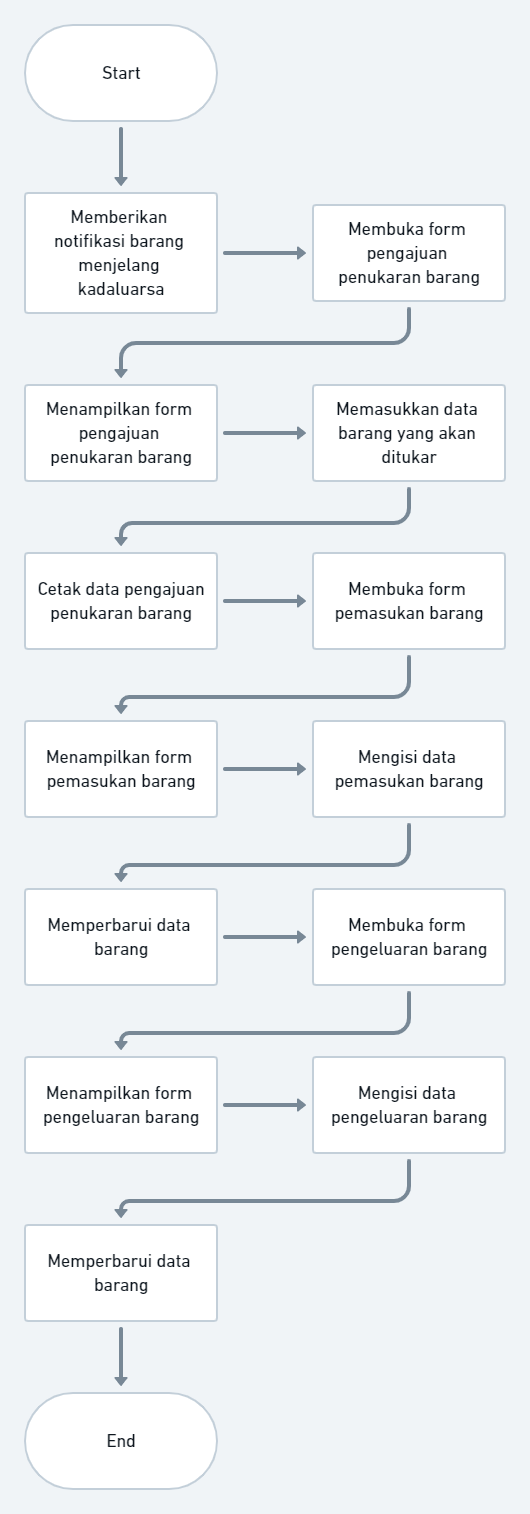 Start
Memberikan
notifikasi barang
menjelang
kadaluarsa
Membuka form
pengajuan
penukaran barang
Menampilkan form
pengajuan
penukaran barang
Memasukkan data
barang yang akan
ditukar
Cetak data pengajuan
penukaran barang
Membuka form
pemasukan barang
Menampilkan form
pemasukan barang
Mengisi data
pemasukan barang
Memperbarui data
barang
Membuka form
pengeluaran barang
Menampilkan form
pengeluaran barang
Mengisi data
pengeluaran barang
Memperbarui data
barang
End